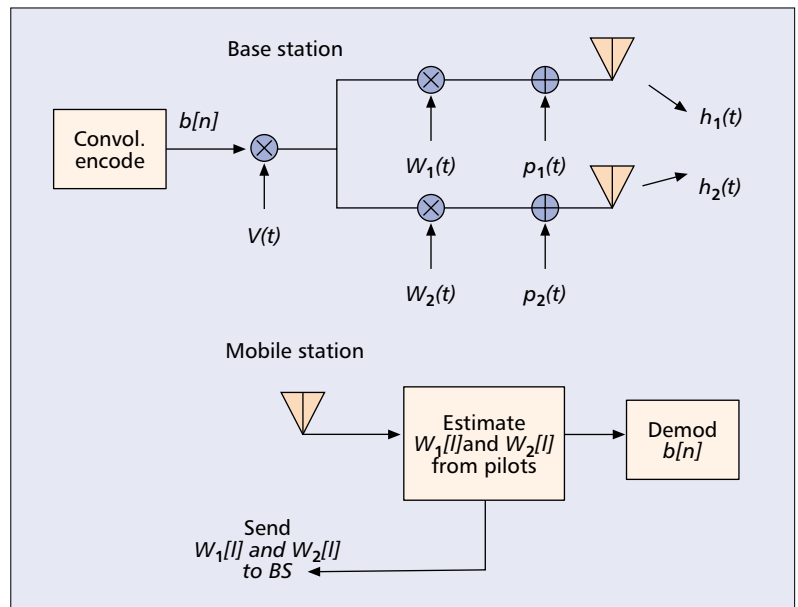 Base station
Convol.
encode
b[n]
V(t)
W1(t)
p1(t)
h1(t)
W2(t)
p2(t)
h2(t)
Mobile station
Estimate
W1[l]and W2[l]
from pilots
Demod
b[n]
Send
W1[l] and W2[l]
to BS